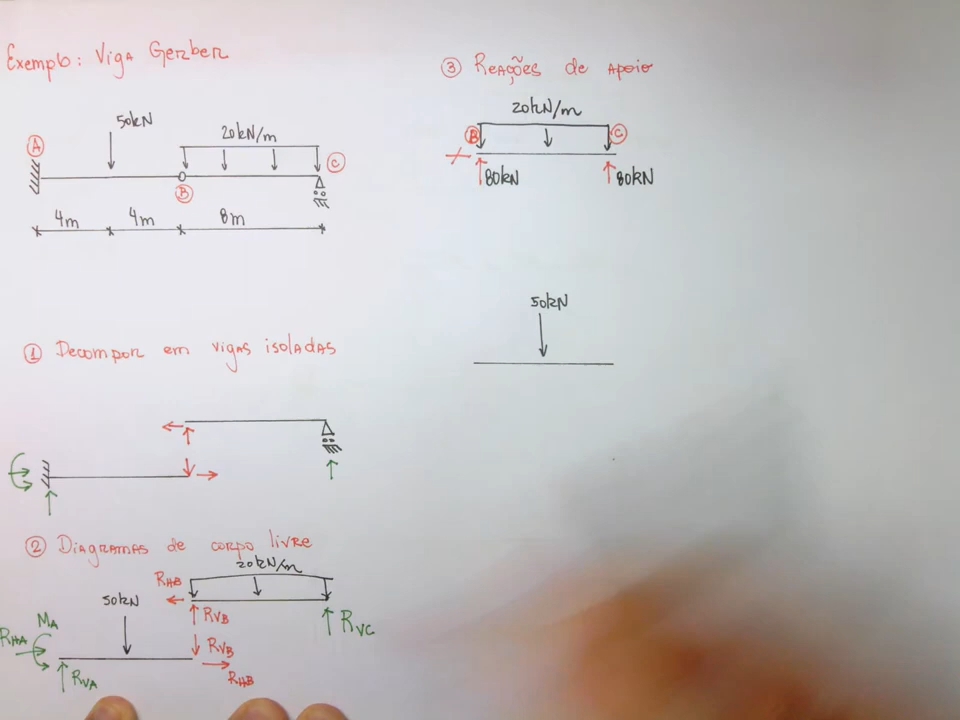 Exemplo: Viga Gerber
50kN
20kN/m
A
B
C
4m 4m 8m
1 Decompor em vigas isoladas
2 Diagramas de corpo livre
20kN/m
RHB
50kN
RVB
RVC
MA
RHA
RVB
RHB
RVA
3 Reações de apoio
20kN/m
B C
80kN 80kN
50kN